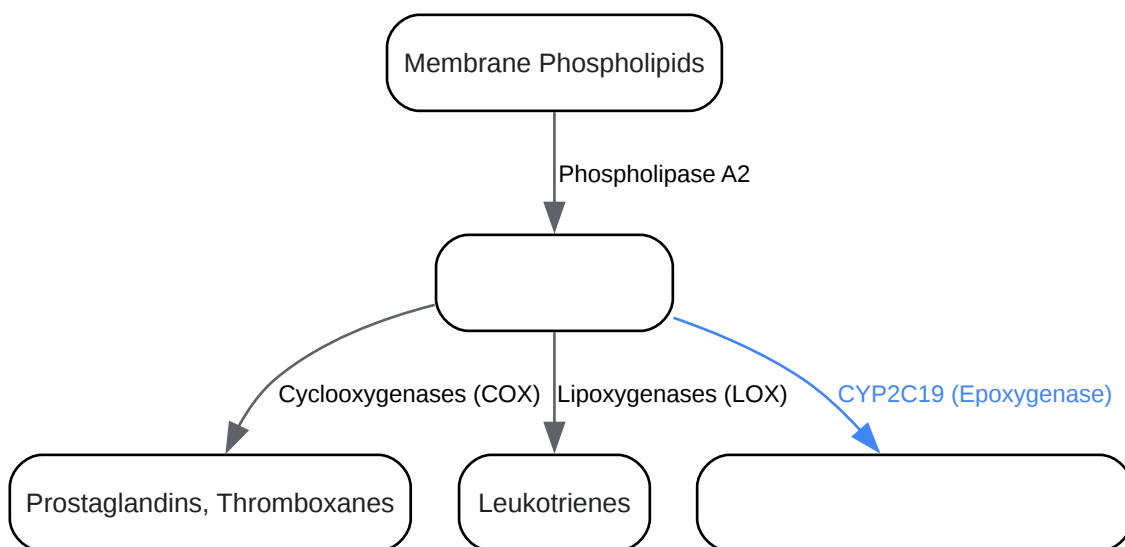 Membrane Phospholipids
Phospholipase A2
Cyclooxygenases (COX)
Lipoxygenases (LOX)
CYP2C19 (Epoxygenase)
Prostaglandins, Thromboxanes
Leukotrienes